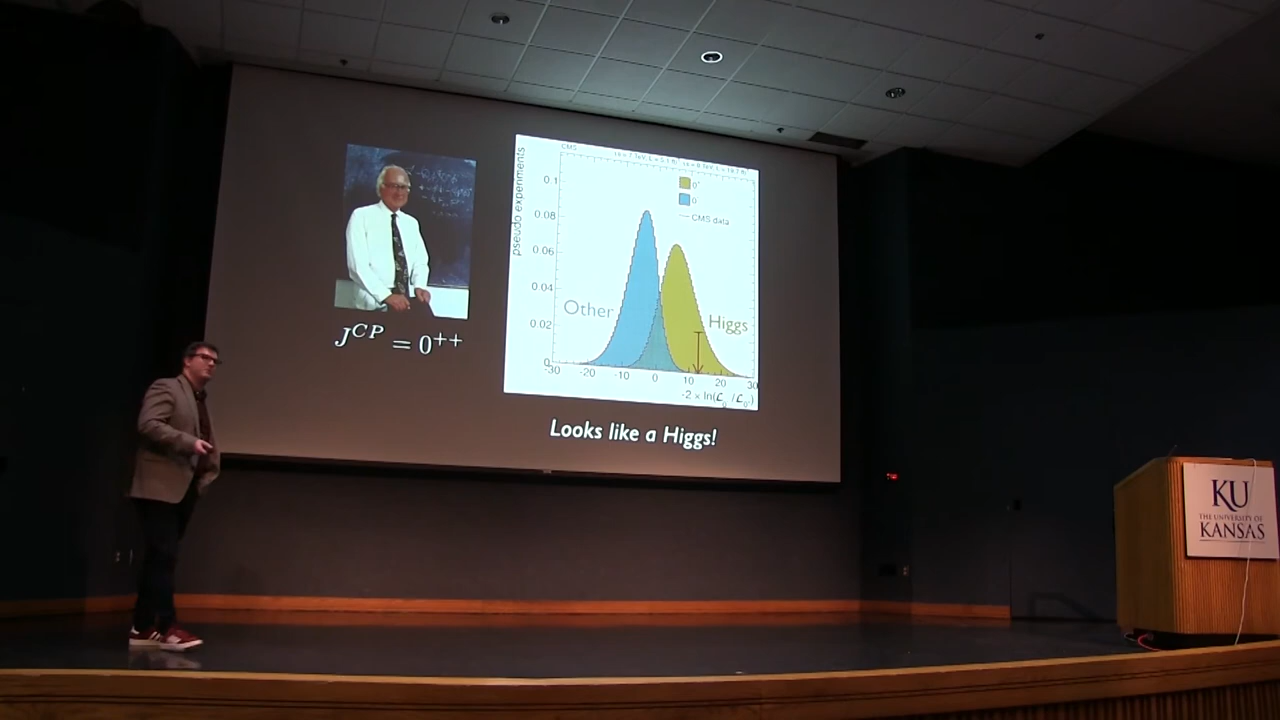 CMS
pseudo experiments
0.1
0.08
0.06
0.04
0.02
0
-30 -20 -10 0 10 20 30
0⁺
0
CMS data
Other
Higgs
-2 × ln(ℒ₀ /ℒ₀₊)
J^{CP} = 0^{++}
Looks like a Higgs!
KU
THE UNIVERSITY OF
KANSAS